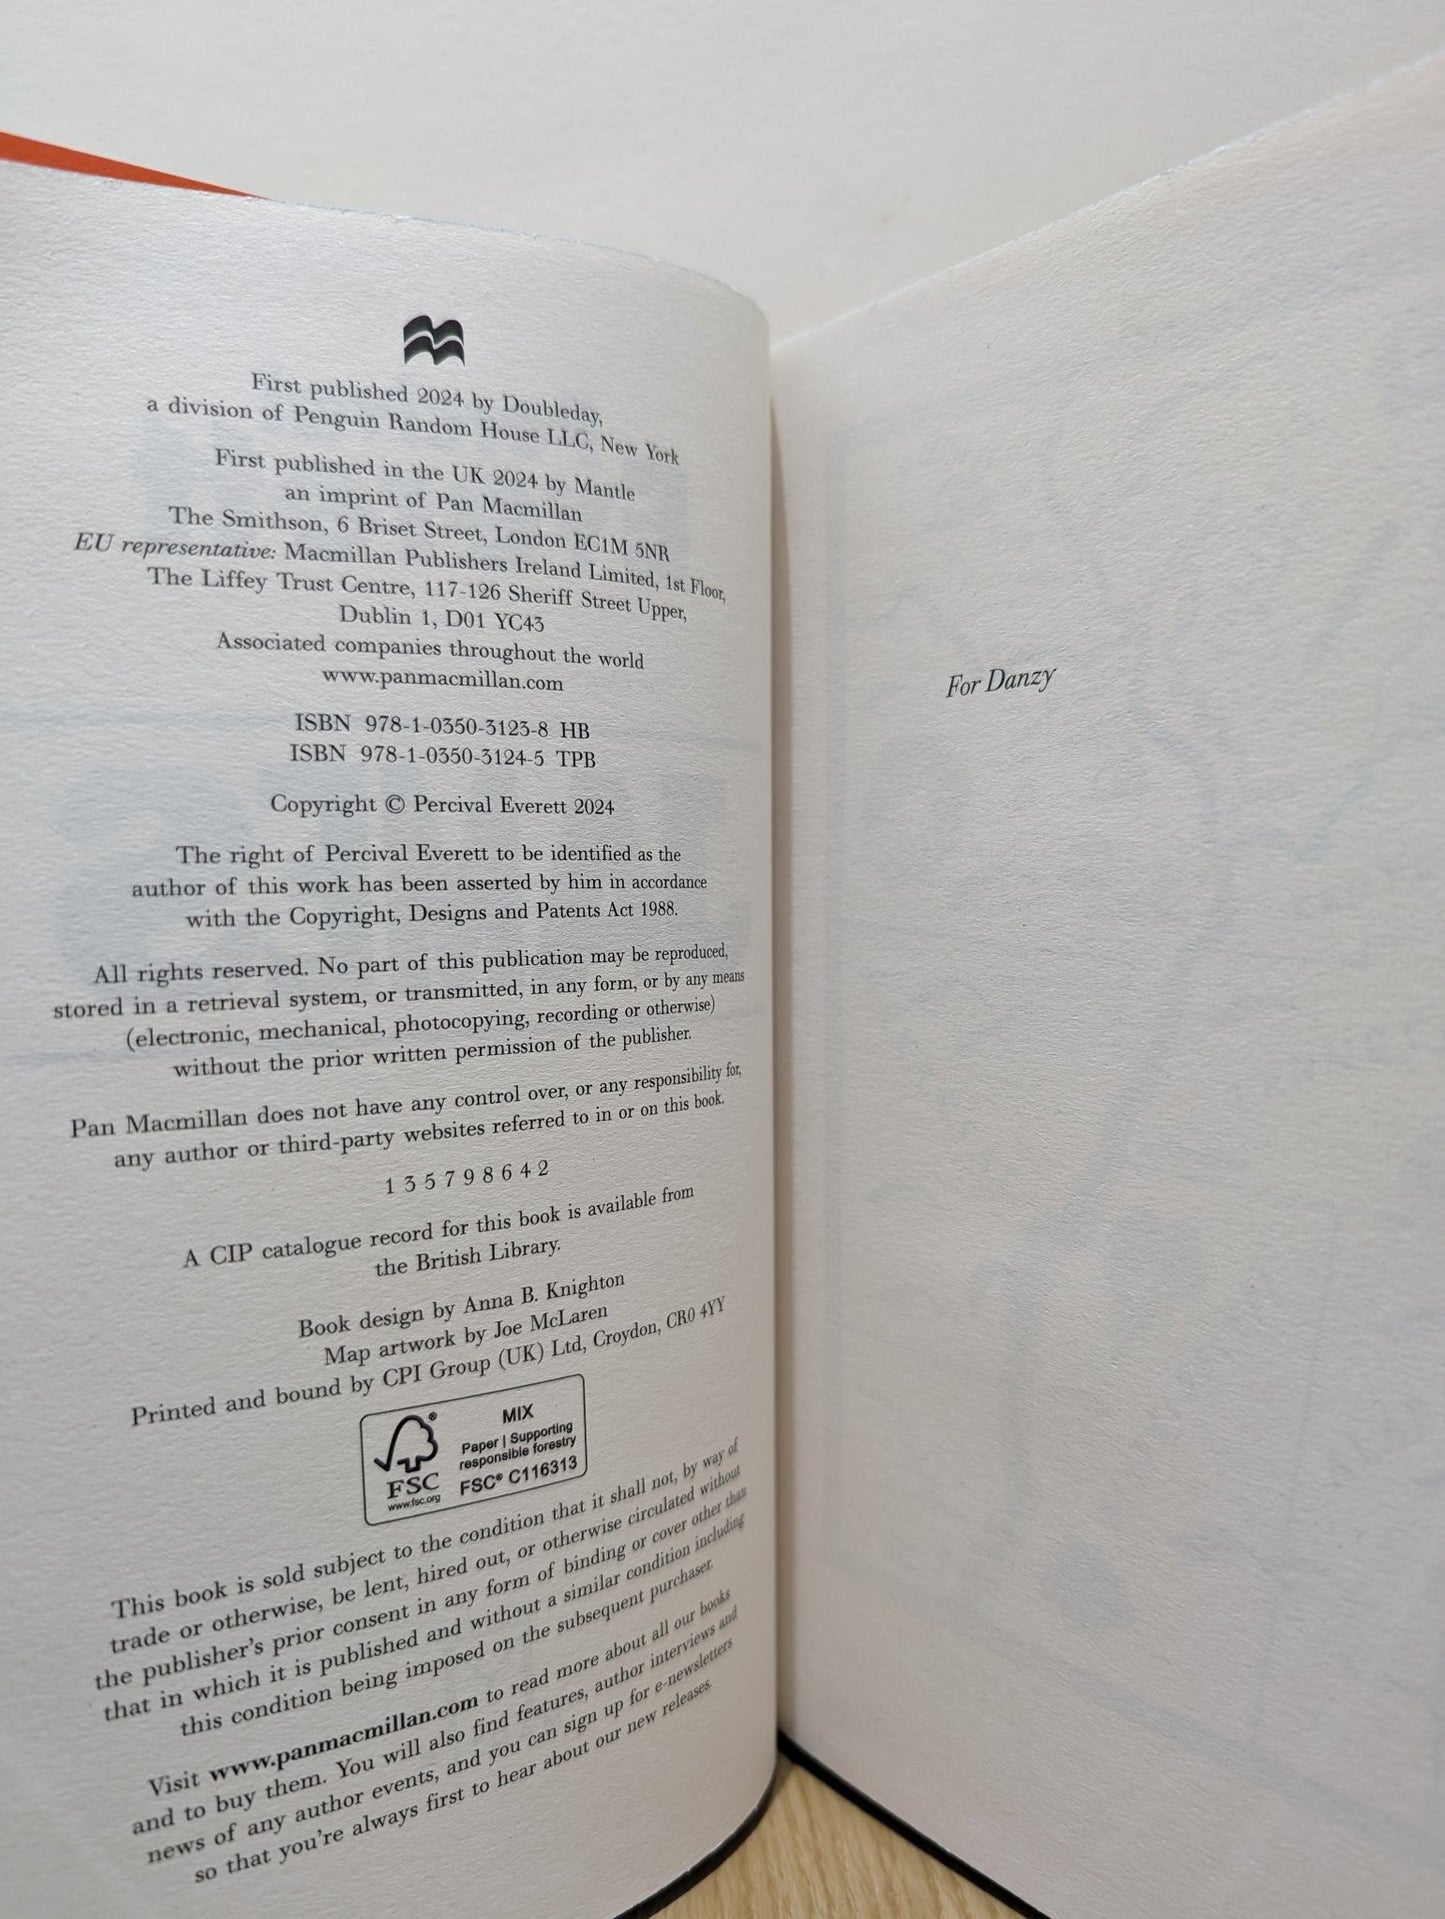 First published 2024 by Doubleday,
a division of Penguin Random House LLC, New York
First published in the UK 2024 by Mantle
an imprint of Pan Macmillan
The Smithson, 6 Briset Street, London EC1M 5NR
EU representative: Macmillan Publishers Ireland Limited, 1st Floor,
The Liffey Trust Centre, 117-126 Sheriff Street Upper,
Dublin 1, D01 YC43
Associated companies throughout the world
www.panmacmillan.com
ISBN 978-1-0350-3123-8 HB
ISBN 978-1-0350-3124-5 TPB
Copyright © Percival Everett 2024
The right of Percival Everett to be identified as the
author of this work has been asserted by him in accordance
with the Copyright, Designs and Patents Act 1988.
All rights reserved. No part of this publication may be reproduced,
stored in a retrieval system, or transmitted, in any form, or by any means
(electronic, mechanical, photocopying, recording or otherwise)
without the prior written permission of the publisher.
Pan Macmillan does not have any control over, or any responsibility for,
any author or third-party websites referred to in or on this book.
1 3 5 7 9 8 6 4 2
A CIP catalogue record for this book is available from
the British Library.
Book design by Anna B. Knighton
Map artwork by Joe McLaren
Printed and bound by CPI Group (UK) Ltd, Croydon, CR0 4YY
FSC®
www.fsc.org
MIX
Paper | Supporting
responsible forestry
FSC® C116313
This book is sold subject to the condition that it shall not, by way of
trade or otherwise, be lent, hired out, or otherwise circulated without
the publisher's prior consent in any form of binding or cover other than
that in which it is published and without a similar condition including
this condition being imposed on the subsequent purchaser.
Visit www.panmacmillan.com to read more about all our books
and to buy them. You will also find features, author interviews and
news of any author events, and you can sign up for e-newsletters
so that you're always first to hear about our new releases.
For Danzy